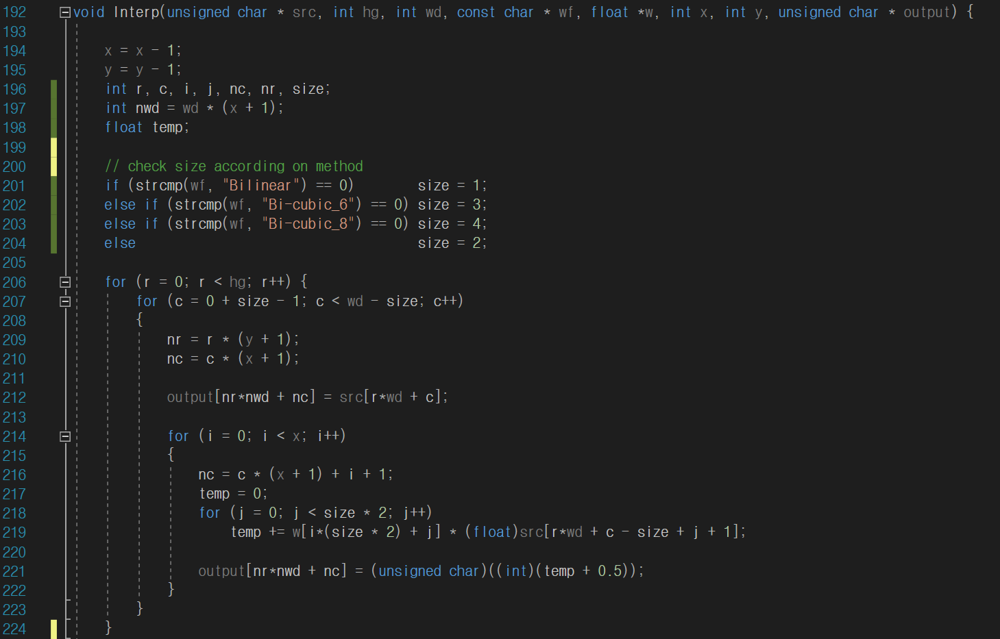 192 void Interp(unsigned char * src, int hg, int wd, const char * wf, float *w, int x, int y, unsigned char * output) {
193
194 x = x - 1;
195 y = y - 1;
196 int r, c, i, j, nc, nr, size;
197 int nwd = wd * (x + 1);
198 float temp;
199
200 // check size according on method
201 if (strcmp(wf, "Bilinear") == 0) size = 1;
202 else if (strcmp(wf, "Bi-cubic_6") == 0) size = 3;
203 else if (strcmp(wf, "Bi-cubic_8") == 0) size = 4;
204 else size = 2;
205
206 for (r = 0; r < hg; r++) {
207 for (c = 0 + size - 1; c < wd - size; c++)
208 {
209 nr = r * (y + 1);
210 nc = c * (x + 1);
211
212 output[nr*nwd + nc] = src[r*wd + c];
213
214 for (i = 0; i < x; i++)
215 {
216 nc = c * (x + 1) + i + 1;
217 temp = 0;
218 for (j = 0; j < size * 2; j++)
219 temp += w[i*(size * 2) + j] * (float)src[r*wd + c - size + j + 1];
220
221 output[nr*nwd + nc] = (unsigned char)((int)(temp + 0.5));
222 }
223 }
224 }